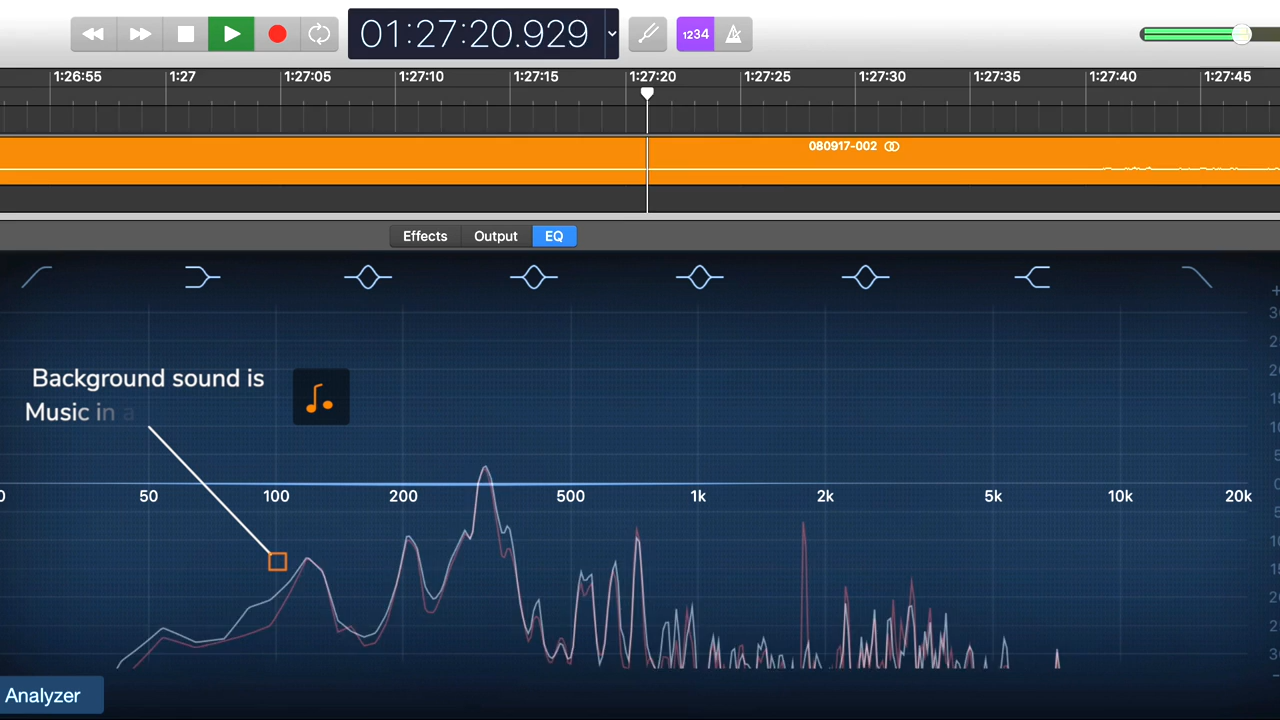 01:27:20.929
1234
1:26:55 1:27 1:27:05 1:27:10 1:27:15 1:27:20 1:27:25 1:27:30 1:27:35 1:27:40 1:27:45
080917-002
Effects Output EQ
Background sound is
Music in a
50 100 200 500 1k 2k 5k 10k 20k
Analyzer